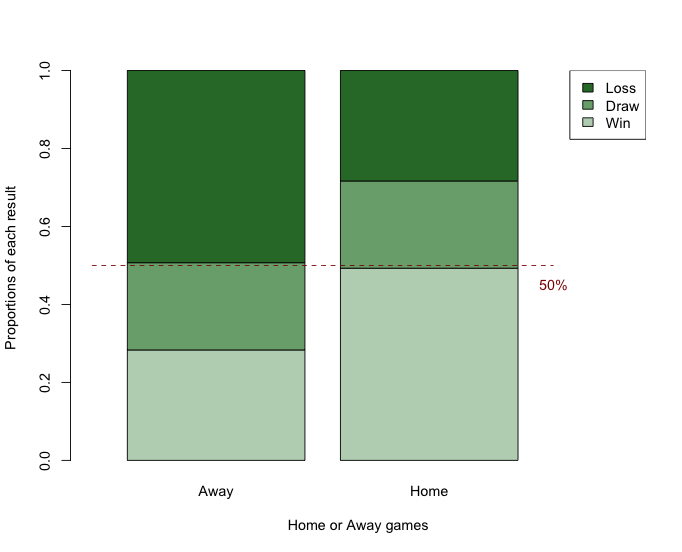 Proportions of each result
1.0
0.8
0.6
0.4
0.2
0.0
Loss
Draw
Win
50%
Away
Home
Home or Away games